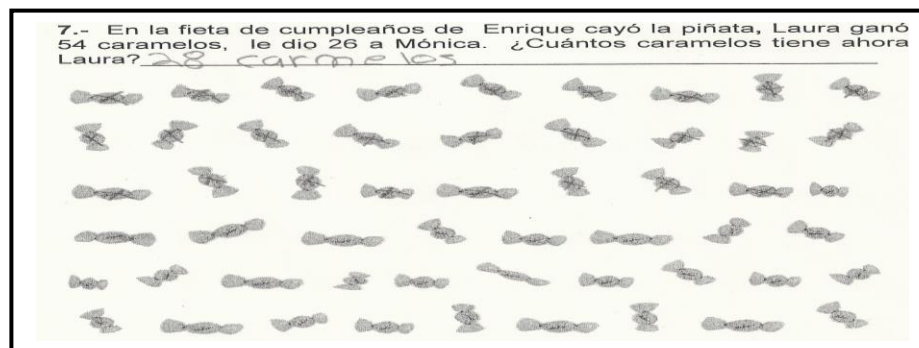 7.- En la fieta de cumpleaños de Enrique cayó la piñata, Laura ganó
54 caramelos, le dio 26 a Mónica. ¿Cuántos caramelos tiene ahora
Laura? 28 carmelos